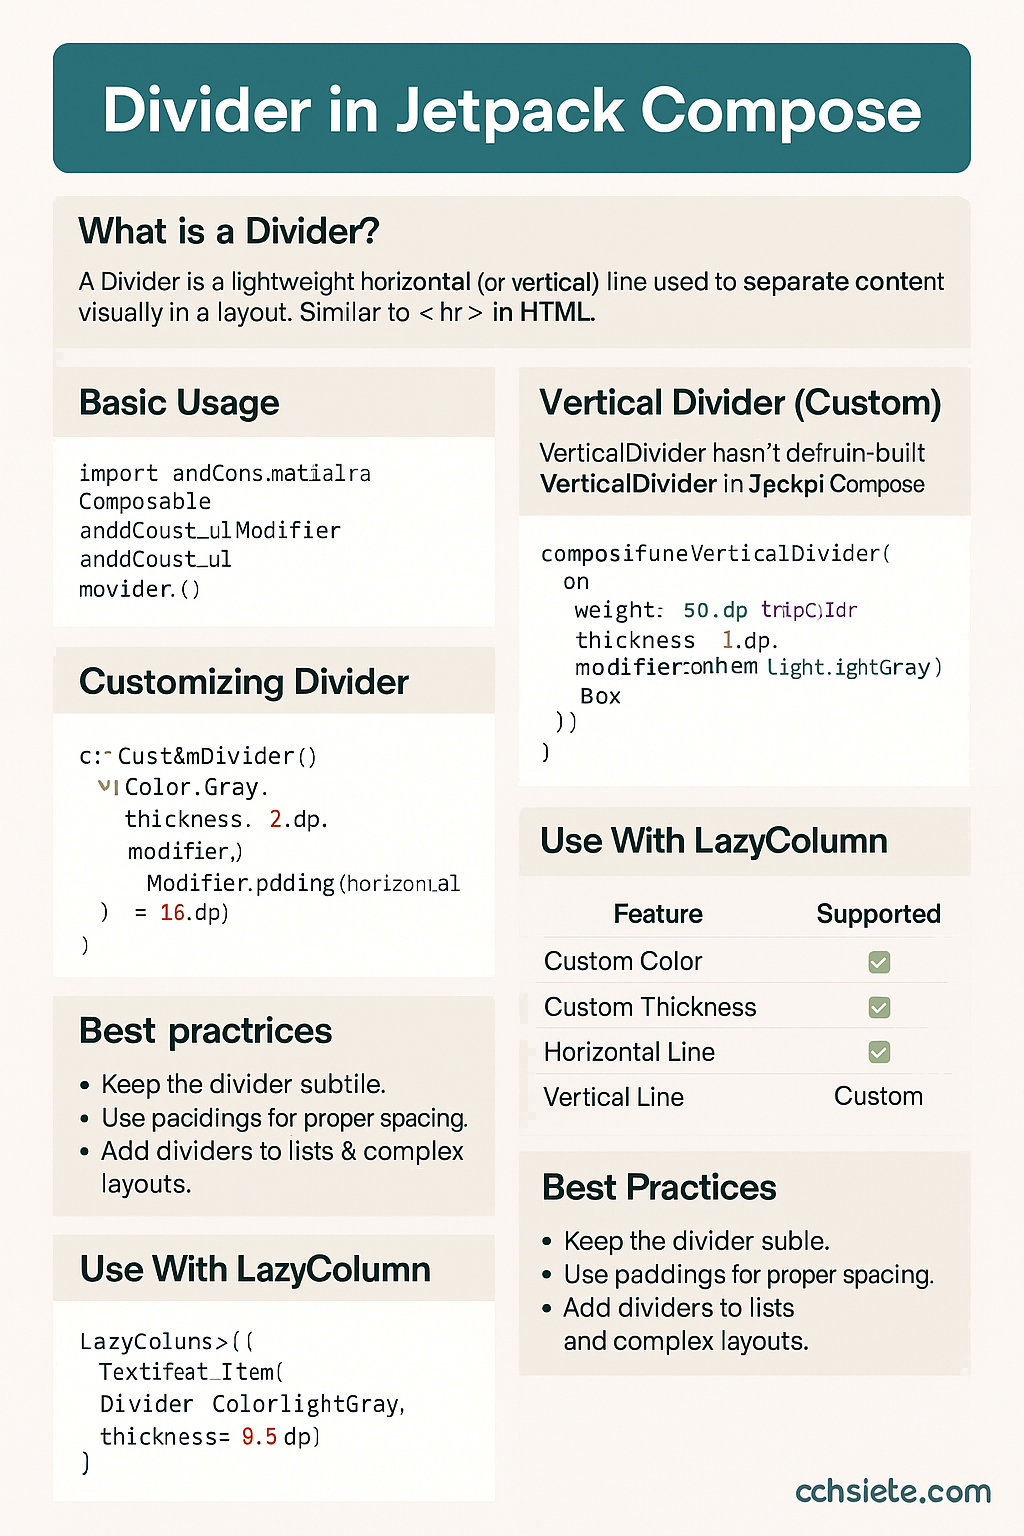 Divider in Jetpack Compose
What is a Divider?
A Divider is a lightweight horizontal (or vertical) line used to separate content
visually in a layout. Similar to <hr> in HTML.
Basic Usage
import andCons.matialra
Composable
anddCoust_ulModifier
anddCoust_ul
movider.()
Customizing Divider
c:- Cust&mDivider()
Color.Gray.
thickness. 2.dp.
modifier,)
Modifier.pdding(horizontal
) = 16.dp)
)
Best practrices
• Keep the divider subtile.
• Use pacidings for proper spacing.
• Add dividers to lists & complex
layouts.
Use With LazyColumn
LazyColuns>((
Textifeat_Item(
Divider ColorlightGray,
thickness= 9.5 dp)
)
Vertical Divider (Custom)
VerticalDivider hasn't defruin-built
VerticalDivider in Jpckpi Compose
composifuneVerticalDivider(
on
weight: 50.dp tripC)Idr
thickness 1.dp.
modifier:onhem Light.ightGray)
Box
))
)
Use With LazyColumn
Feature Supported
Custom Color ✅
Custom Thickness ✅
Horizontal Line ✅
Vertical Line Custom
Best Practices
• Keep the divider suble.
• Use paddings for proper spacing.
• Add dividers to lists
and complex layouts.
cchsiete.com